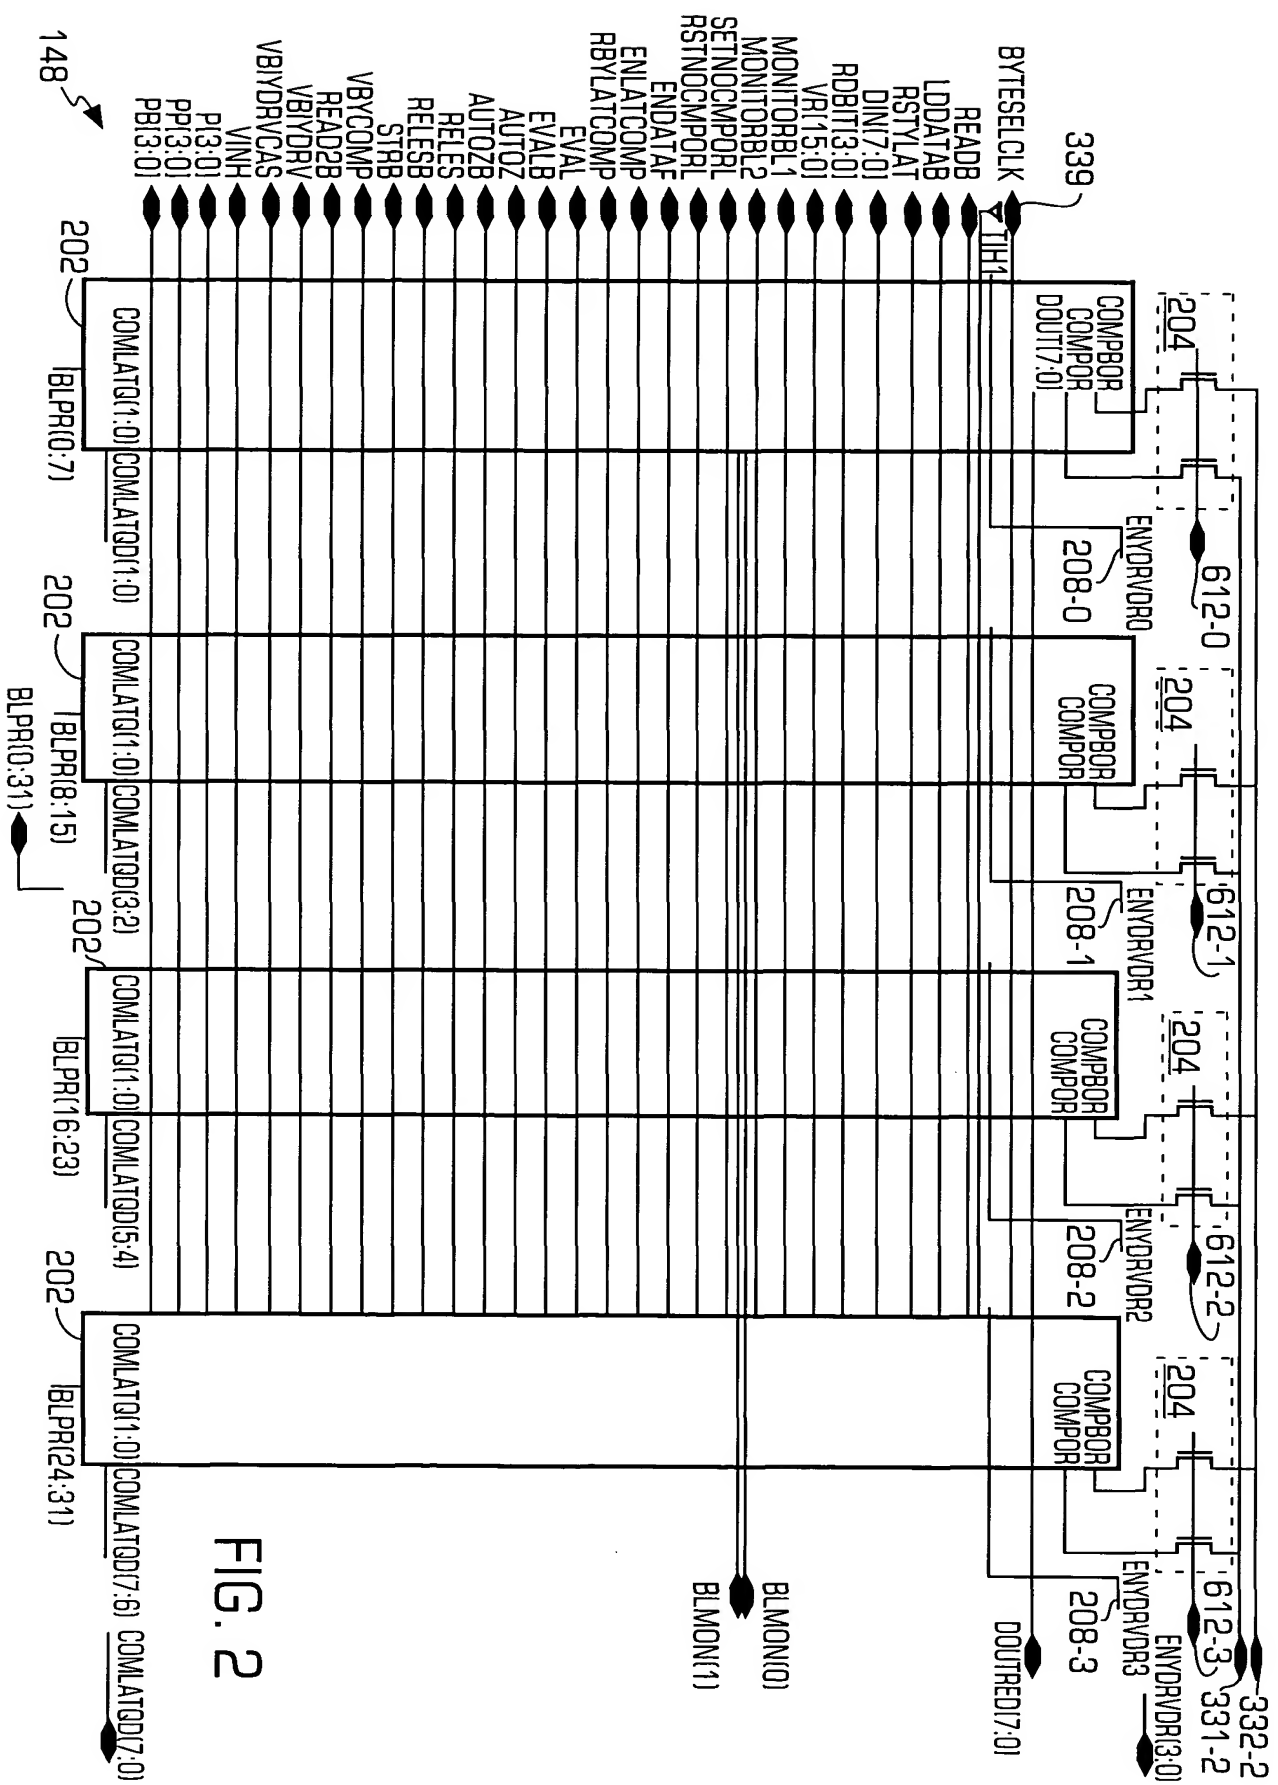 332-2
331-2
ENYDRVDR(3:0)
204
612-0
204
612-1
204
612-2
204
612-3
339
ENYDRVDR0
208-0
ENYDRVDR1
208-1
ENYDRVDR2
208-2
ENYDRVDR3
208-3
COMPBOR
COMPOR
DOUT(7:0)
COMPBOR
COMPOR
COMPBOR
COMPOR
COMPBOR
COMPOR
DOUTRED(7:0)
BYTESELCLK
TIH1
READB
LDDATAB
RSTYLAT
DIN(7:0)
RDBIT(3:0)
VR(15:0)
MONITORBL1
MONITORBL2
SETNOCMPORL
RSTNOCMPORL
ENDATAF
ENLATCOMP
RBYLATCOMP
EVAL
EVALB
AUTOZ
AUTOZB
RELES
RELESB
STRB
VBYCOMP
READ2B
VBIYDRV
VBIYDRVCAS
VINH
P(3:0)
PP(3:0)
PB(3:0)
148
BLMON(0)
BLMON(1)
COMLATQ(1:0)
COMLATQD(1:0)
COMLATQ(1:0)
COMLATQD(3:2)
COMLATQ(1:0)
COMLATQD(5:4)
COMLATQ(1:0)
COMLATQD(7:6)
COMLATQD(7:0)
202
BLPR(0:7)
202
BLPR(8:15)
202
BLPR(16:23)
202
BLPR(24:31)
BLPR(0:31)
FIG. 2